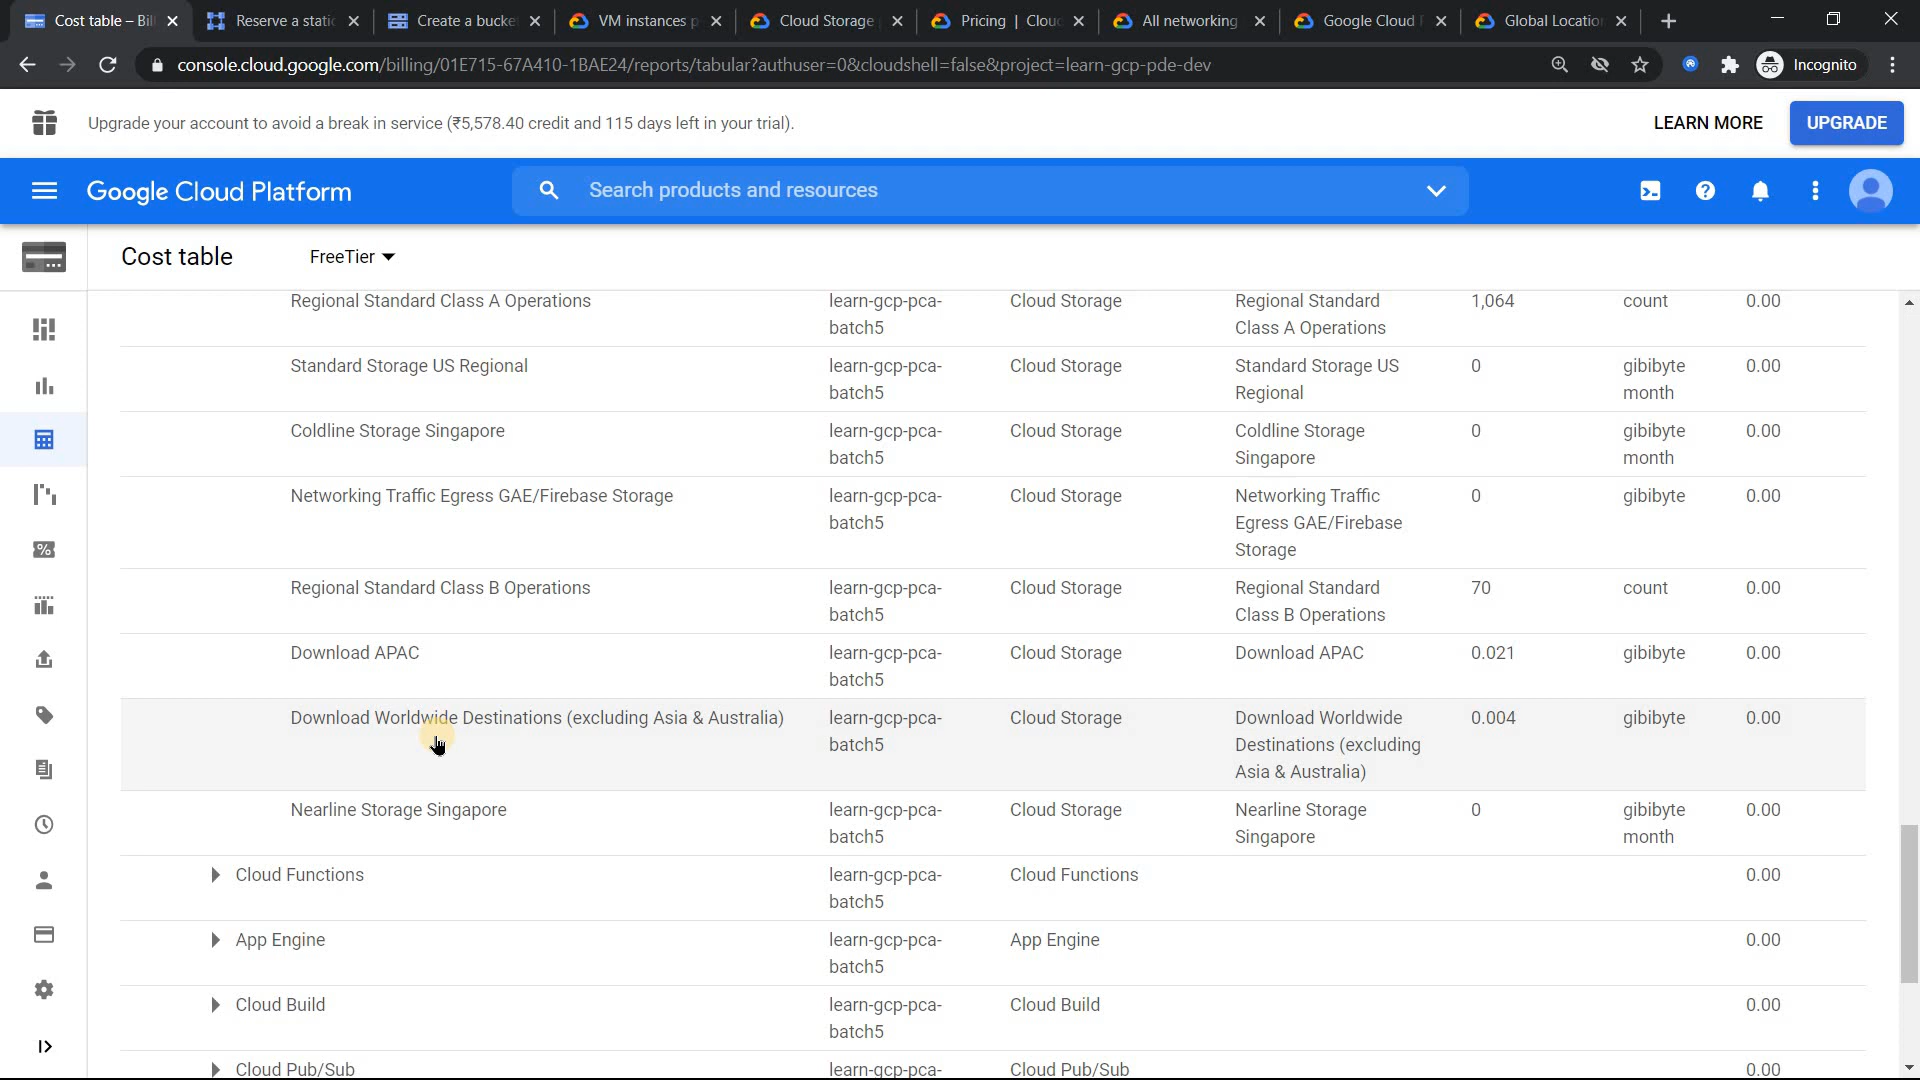 Cost table – Bil
Reserve a static
Create a bucket
VM instances p
Cloud Storage
Pricing | Clou
All networking
Google Cloud
Global Locatio
console.cloud.google.com/billing/01E715-67A410-1BAE24/reports/tabular?authuser=0&cloudshell=false&project=learn-gcp-pde-dev
Incognito
Upgrade your account to avoid a break in service (₹5,578.40 credit and 115 days left in your trial).
LEARN MORE
UPGRADE
Google Cloud Platform
Search products and resources
Cost table
FreeTier
Regional Standard Class A Operations learn-gcp-pca- Cloud Storage Regional Standard 1,064 count 0.00
batch5 Class A Operations
Standard Storage US Regional learn-gcp-pca- Cloud Storage Standard Storage US 0 gibibyte 0.00
batch5 Regional month
Coldline Storage Singapore learn-gcp-pca- Cloud Storage Coldline Storage 0 gibibyte 0.00
batch5 Singapore month
Networking Traffic Egress GAE/Firebase Storage learn-gcp-pca- Cloud Storage Networking Traffic 0 gibibyte 0.00
batch5 Egress GAE/Firebase
Storage
Regional Standard Class B Operations learn-gcp-pca- Cloud Storage Regional Standard 70 count 0.00
batch5 Class B Operations
Download APAC learn-gcp-pca- Cloud Storage Download APAC 0.021 gibibyte 0.00
batch5
Download Worldwide Destinations (excluding Asia & Australia) learn-gcp-pca- Cloud Storage Download Worldwide 0.004 gibibyte 0.00
batch5 Destinations (excluding
Asia & Australia)
Nearline Storage Singapore learn-gcp-pca- Cloud Storage Nearline Storage 0 gibibyte 0.00
batch5 Singapore month
Cloud Functions learn-gcp-pca- Cloud Functions 0.00
batch5
App Engine learn-gcp-pca- App Engine 0.00
batch5
Cloud Build learn-gcp-pca- Cloud Build 0.00
batch5
Cloud Pub/Sub learn-gcp-pca- Cloud Pub/Sub 0.00